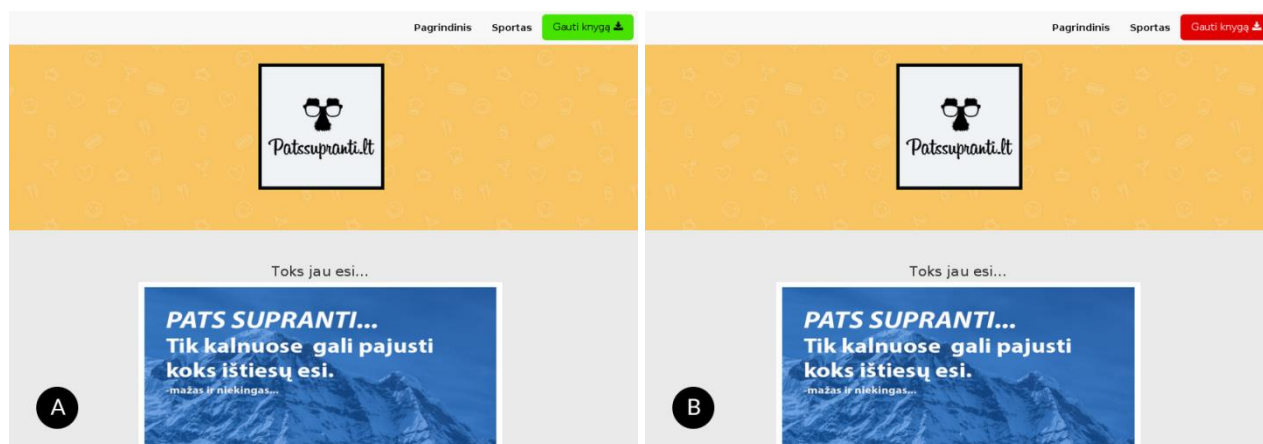 Pagrindinis Sportas Gauti knygą
Patssupranti.lt
Toks jau esi...
PATS SUPRANTI...
Tik kalnuose gali pajusti
koks ištiesų esi.
-mažas ir niekingas...
A
Pagrindinis Sportas Gauti knygą
Patssupranti.lt
Toks jau esi...
PATS SUPRANTI...
Tik kalnuose gali pajusti
koks ištiesų esi.
-mažas ir niekingas...
B